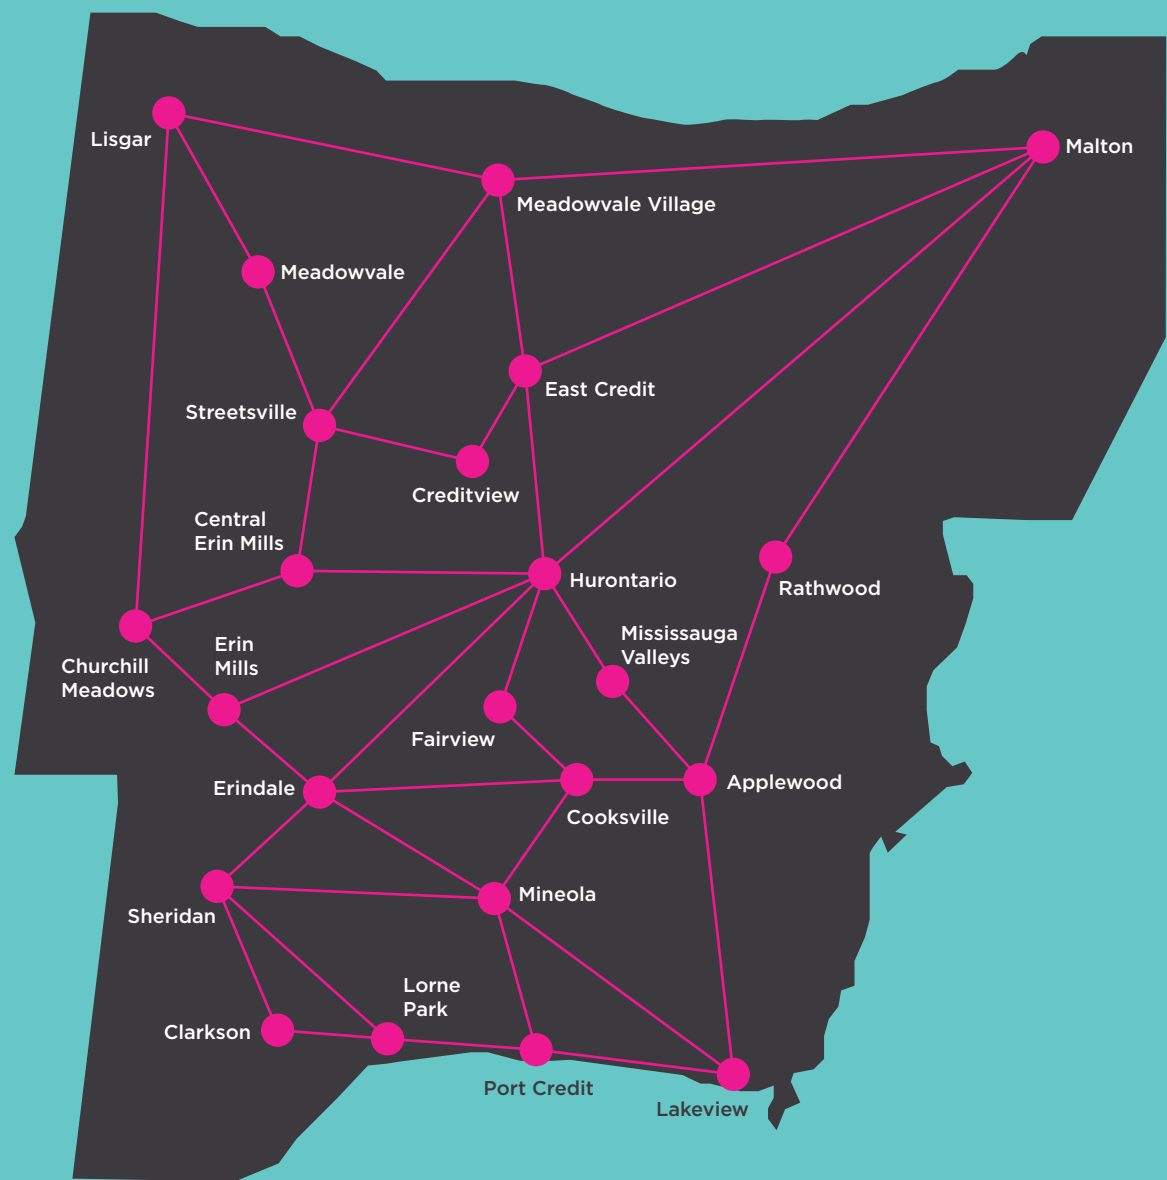 Lisgar
Malton
Meadowvale Village
Meadowvale
East Credit
Streetsville
Creditview
Central
Erin Mills
Hurontario
Rathwood
Mississauga
Valleys
Erin
Mills
Churchill
Meadows
Fairview
Erindale
Applewood
Cooksville
Mineola
Sheridan
Lorne
Park
Clarkson
Port Credit
Lakeview